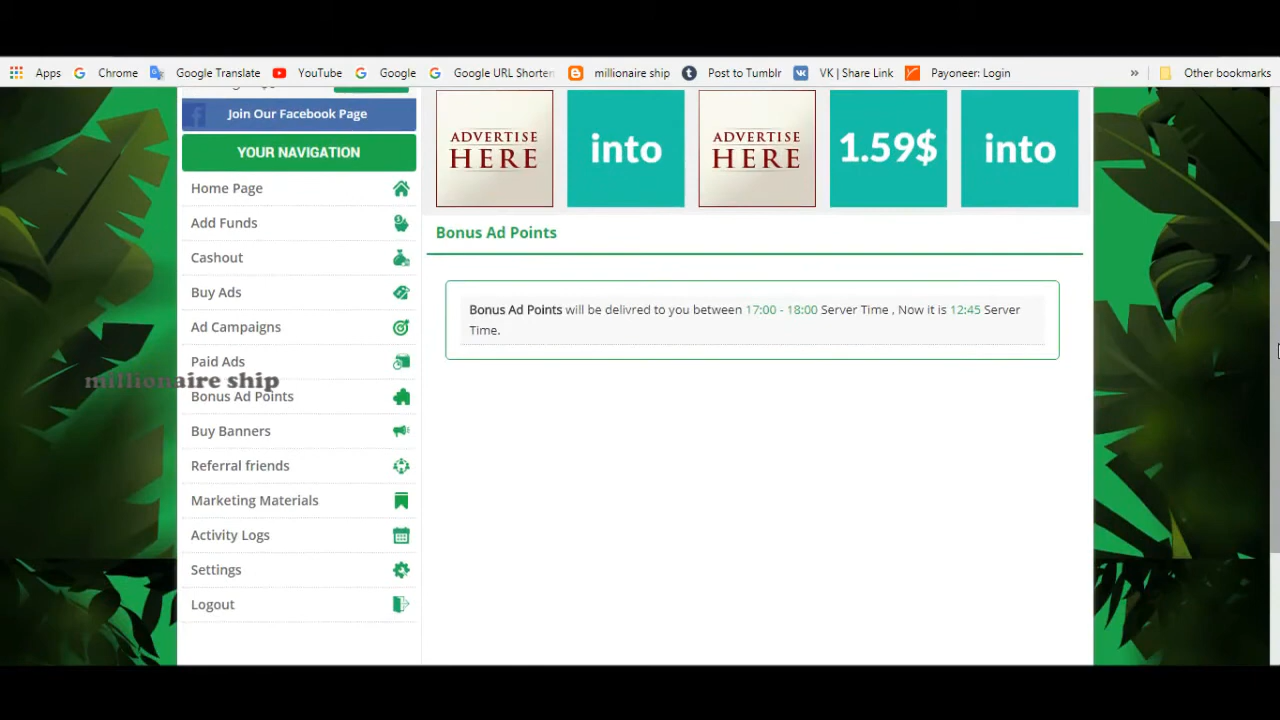 Apps Chrome Google Translate YouTube Google Google URL Shorten millionaire ship Post to Tumblr VK | Share Link Payoneer: Login » Other bookmarks
Join Our Facebook Page
YOUR NAVIGATION
Home Page
Add Funds
Cashout
Buy Ads
Ad Campaigns
Paid Ads
millionaire ship
Bonus Ad Points
Buy Banners
Referral friends
Marketing Materials
Activity Logs
Settings
Logout
ADVERTISE
HERE
into
ADVERTISE
HERE
1.59$
into
Bonus Ad Points
Bonus Ad Points will be delivred to you between 17:00 - 18:00 Server Time , Now it is 12:45 Server
Time.